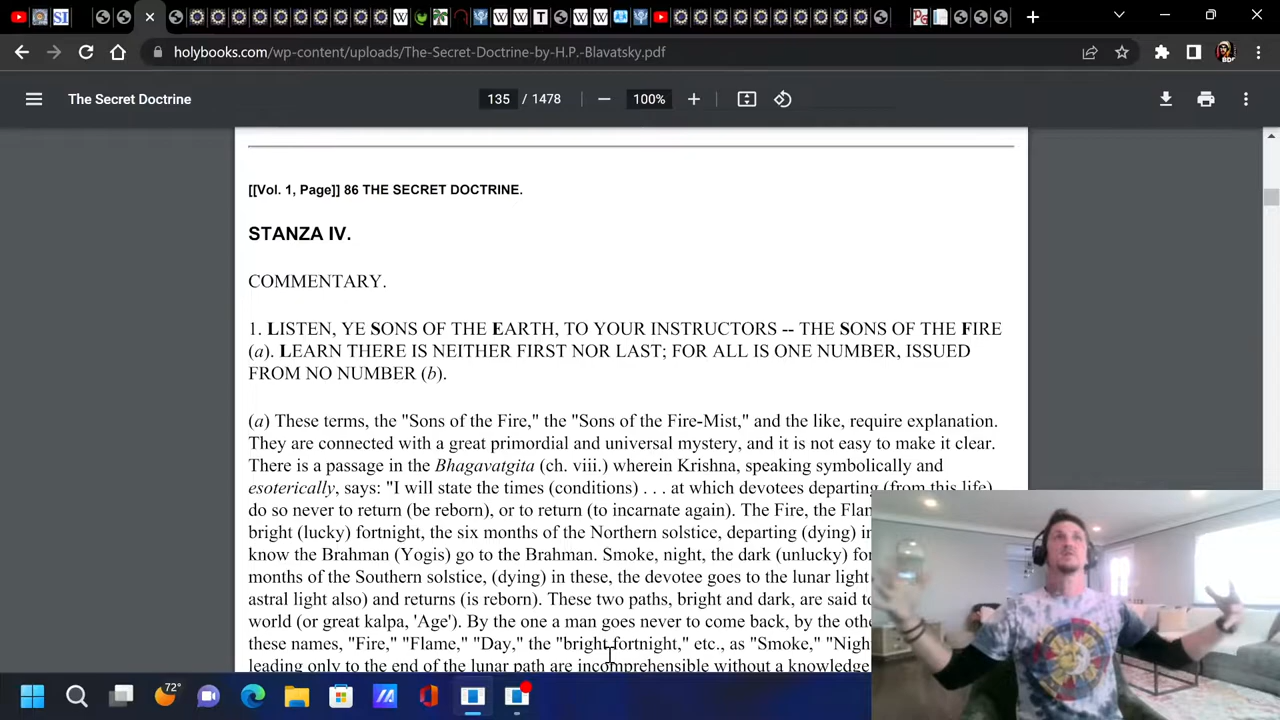 holybooks.com/wp-content/uploads/The-Secret-Doctrine-by-H.P.-Blavatsky.pdf
The Secret Doctrine
135 / 1478
100%
[[Vol. 1, Page]] 86 THE SECRET DOCTRINE.
STANZA IV.
COMMENTARY.
1. LISTEN, YE SONS OF THE EARTH, TO YOUR INSTRUCTORS -- THE SONS OF THE FIRE
(a). LEARN THERE IS NEITHER FIRST NOR LAST; FOR ALL IS ONE NUMBER, ISSUED
FROM NO NUMBER (b).
(a) These terms, the "Sons of the Fire," the "Sons of the Fire-Mist," and the like, require explanation.
They are connected with a great primordial and universal mystery, and it is not easy to make it clear.
There is a passage in the Bhagavatgita (ch. viii.) wherein Krishna, speaking symbolically and
esoterically, says: "I will state the times (conditions) . . . at which devotees departing (from this life)
do so never to return (be reborn), or to return (to incarnate again). The Fire, the Flam
bright (lucky) fortnight, the six months of the Northern solstice, departing (dying) in
know the Brahman (Yogis) go to the Brahman. Smoke, night, the dark (unlucky) for
months of the Southern solstice, (dying) in these, the devotee goes to the lunar light
astral light also) and returns (is reborn). These two paths, bright and dark, are said to
world (or great kalpa, 'Age'). By the one a man goes never to come back, by the othe
these names, "Fire," "Flame," "Day," the "bright fortnight," etc., as "Smoke," "Nigh
leading only to the end of the lunar path are incomprehensible without a knowledge
72°